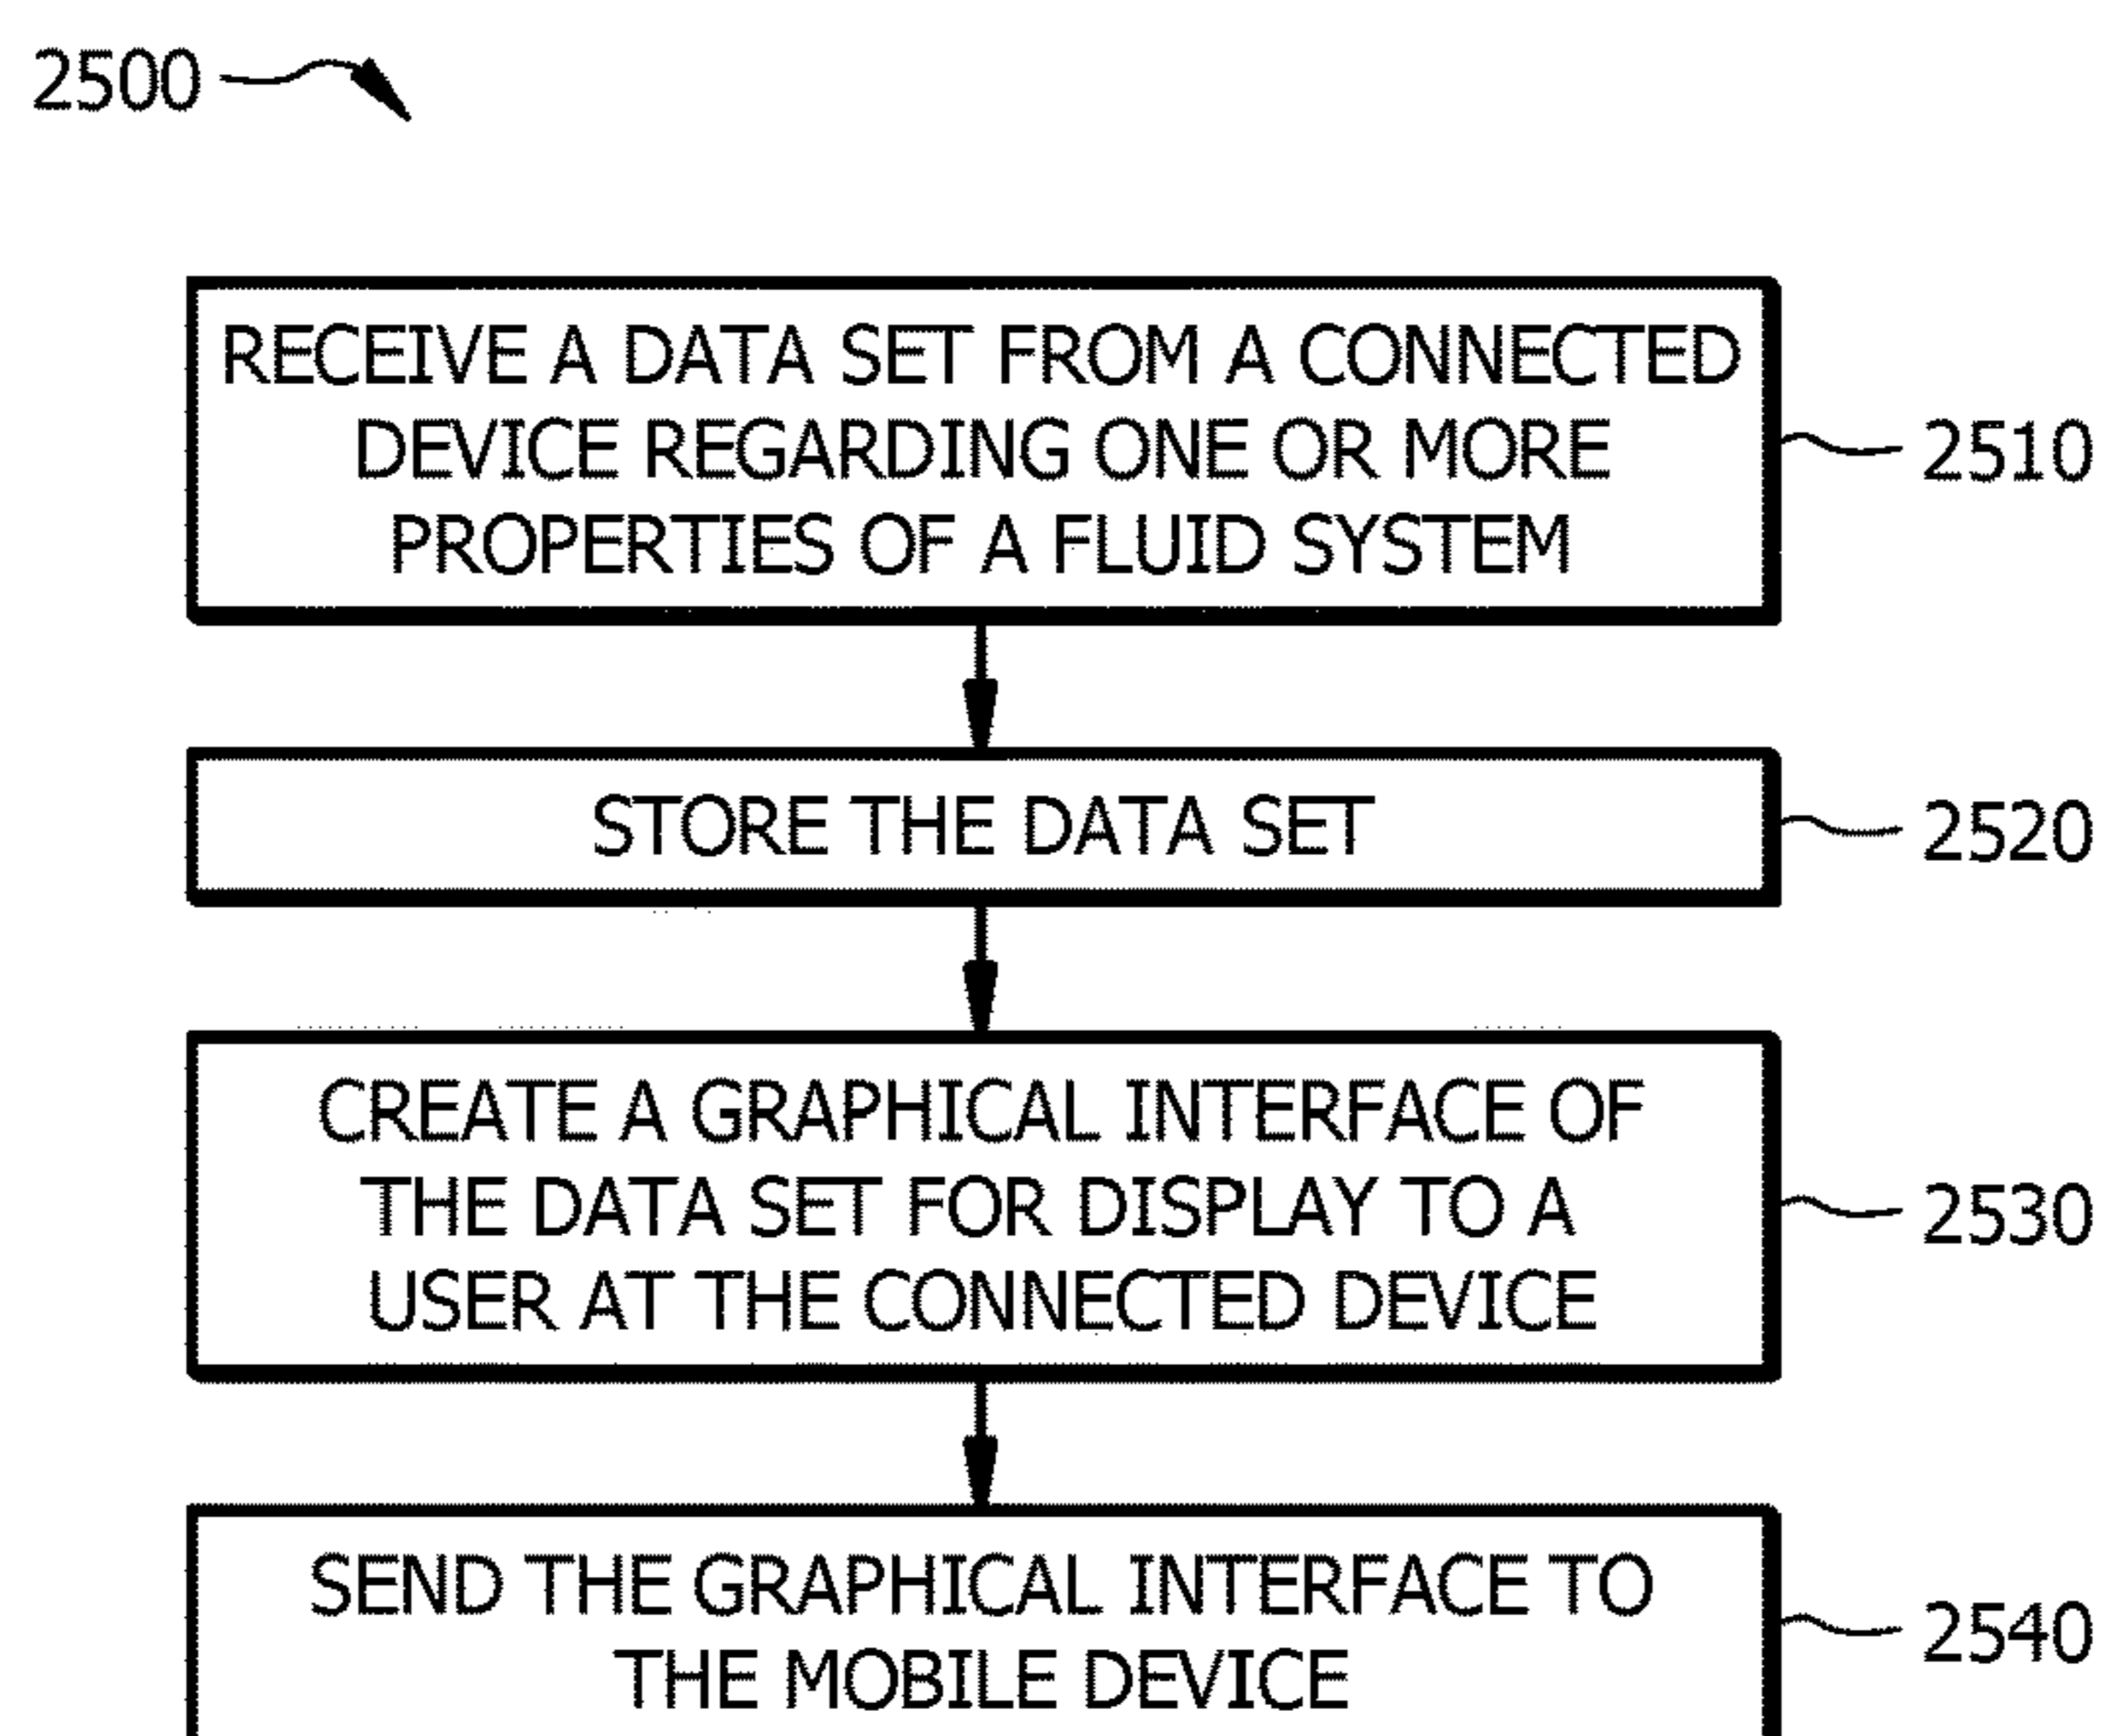 2500
RECEIVE A DATA SET FROM A CONNECTED
DEVICE REGARDING ONE OR MORE
PROPERTIES OF A FLUID SYSTEM
2510
STORE THE DATA SET
2520
CREATE A GRAPHICAL INTERFACE OF
THE DATA SET FOR DISPLAY TO A
USER AT THE CONNECTED DEVICE
2530
SEND THE GRAPHICAL INTERFACE TO
THE MOBILE DEVICE
2540